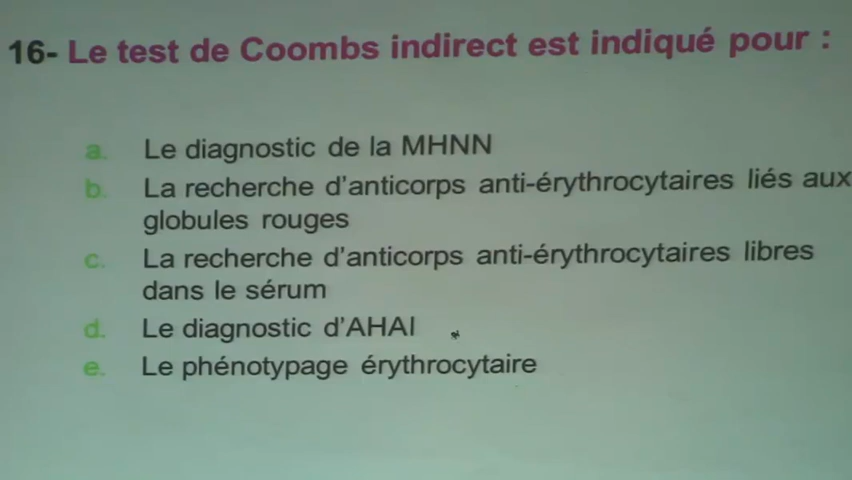 16- Le test de Coombs indirect est indiqué pour :
a. Le diagnostic de la MHNN
b. La recherche d'anticorps anti-érythrocytaires liés aux
globules rouges
c. La recherche d'anticorps anti-érythrocytaires libres
dans le sérum
d. Le diagnostic d'AHAI
e. Le phénotypage érythrocytaire